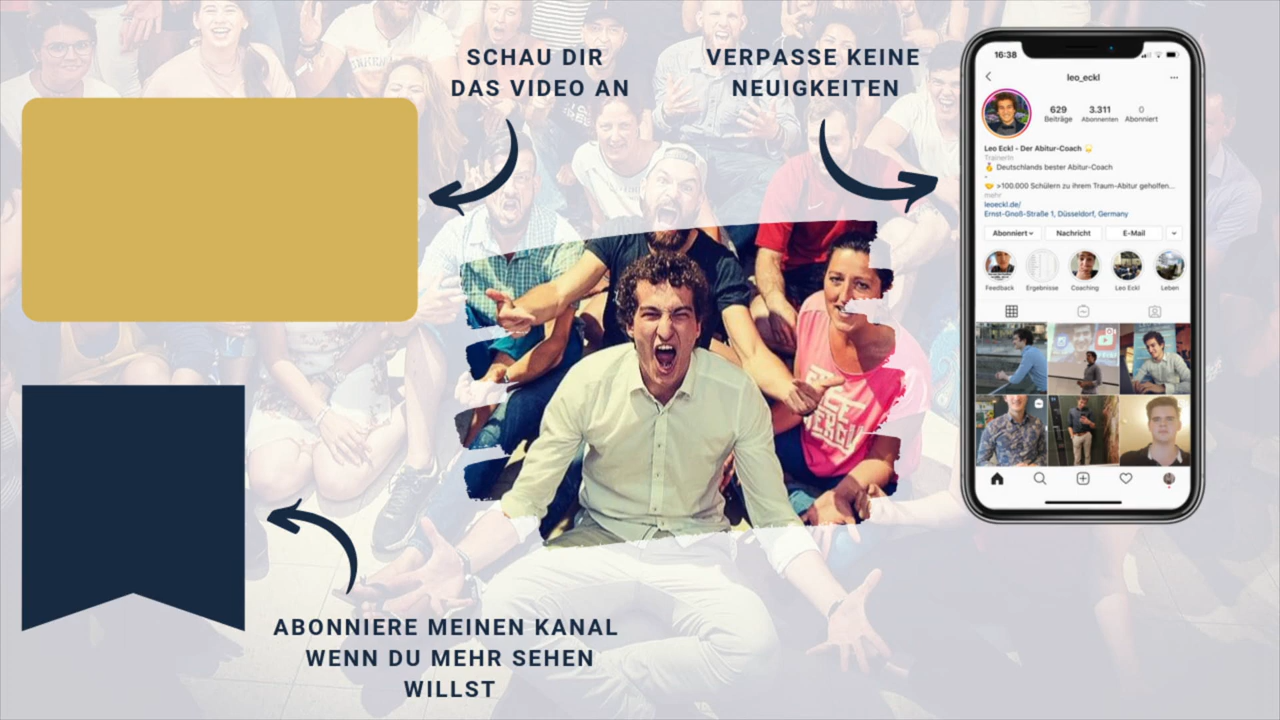 SCHAU DIR
DAS VIDEO AN
VERPASSE KEINE
NEUIGKEITEN
16:38
leo_eckl
629
Beiträge
3.311
Abonnenten
0
Abonniert
Leo Eckl - Der Abitur-Coach
TrainerIn
Deutschlands bester Abitur-Coach
-
>100.000 Schülern zu ihrem Traum-Abitur geholfen...
mehr
leoeckl.de/
Ernst-Gnoß-Straße 1, Düsseldorf, Germany
Abonniert
Nachricht
E-Mail
Feedback
Ergebnisse
Coaching
Leo Eckl
Leben
ABONNIERE MEINEN KANAL
WENN DU MEHR SEHEN
WILLST